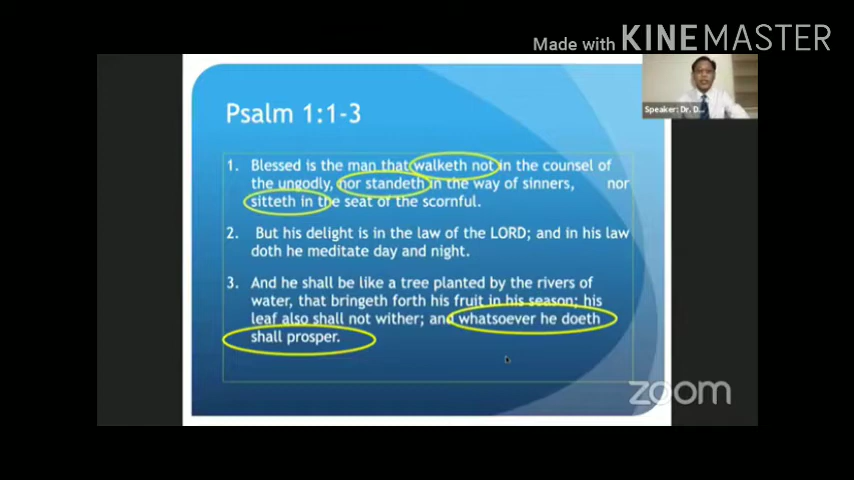 Made with KINEMASTER
Speaker: Dr. D...
Psalm 1:1-3
1. Blessed is the man that walketh not in the counsel of
the ungodly, nor standeth in the way of sinners, nor
sitteth in the seat of the scornful.
2. But his delight is in the law of the LORD; and in his law
doth he meditate day and night.
3. And he shall be like a tree planted by the rivers of
water, that bringeth forth his fruit in his season; his
leaf also shall not wither; and whatsoever he doeth
shall prosper.
zoom